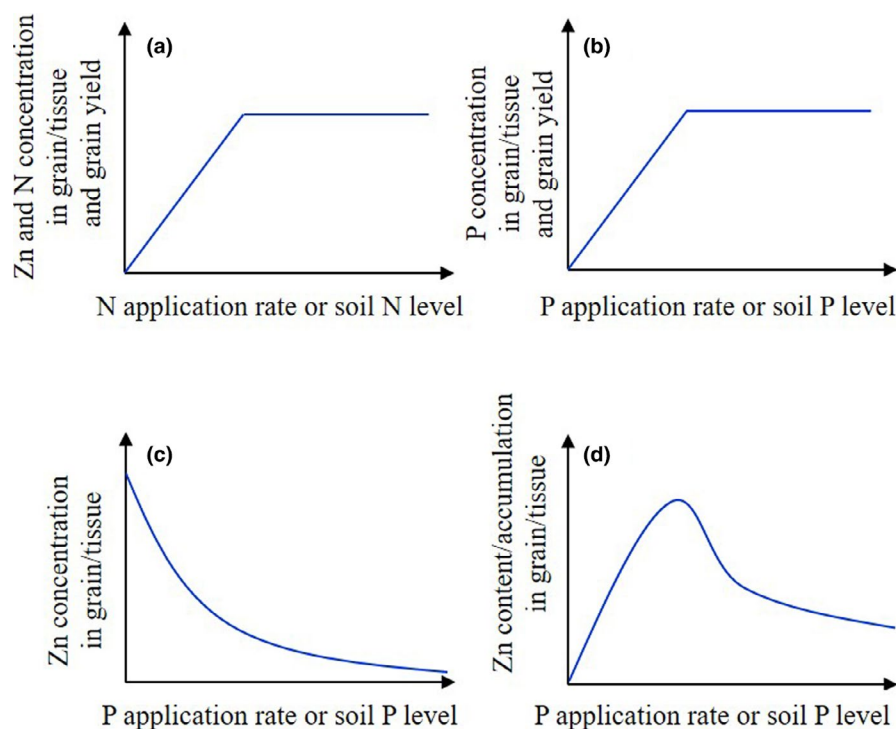 (a)
Zn and N concentration
in grain/tissue
and grain yield
N application rate or soil N level
(b)
P concentration
in grain/tissue
and grain yield
P application rate or soil P level
(c)
Zn concentration
in grain/tissue
P application rate or soil P level
(d)
Zn content/accumulation
in grain/tissue
P application rate or soil P level